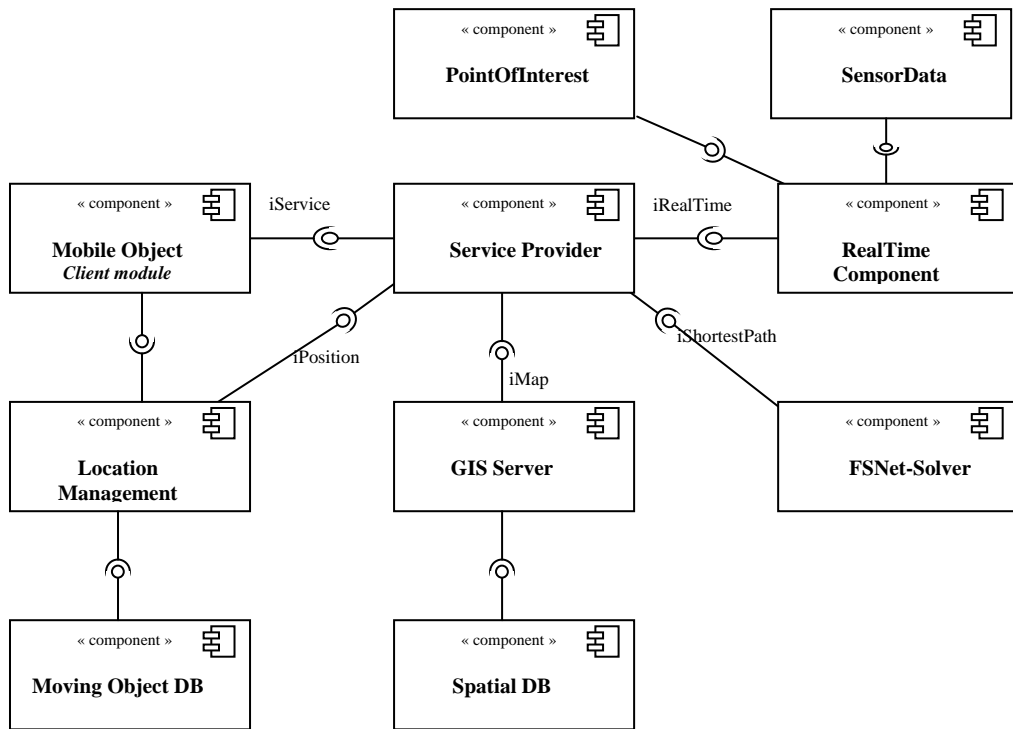 « component »
PointOfInterest
« component »
SensorData
« component »
Mobile Object
Client module
iService
« component »
Service Provider
iRealTime
« component »
RealTime
Component
iPosition
iMap
iShortestPath
« component »
Location
Management
« component »
GIS Server
« component »
FSNet-Solver
« component »
Moving Object DB
« component »
Spatial DB